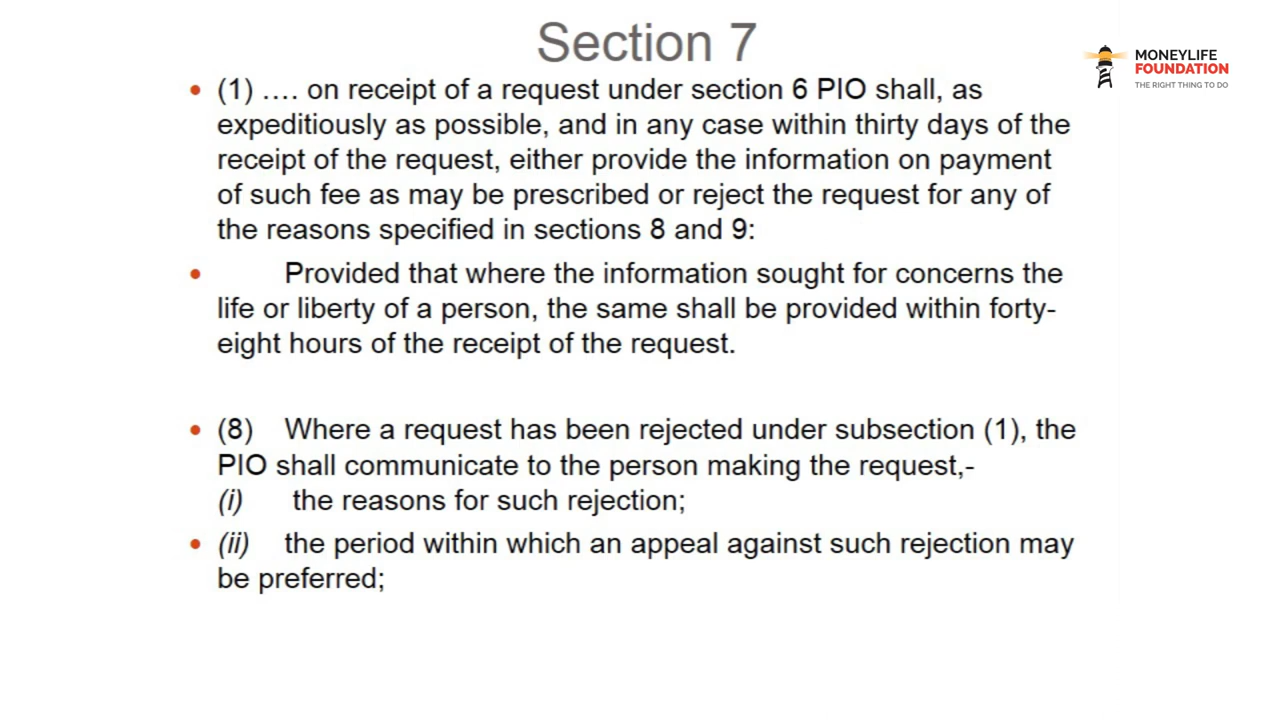 Section 7
MONEYLIFE
FOUNDATION
THE RIGHT THING TO DO
• (1) …. on receipt of a request under section 6 PIO shall, as
expeditiously as possible, and in any case within thirty days of the
receipt of the request, either provide the information on payment
of such fee as may be prescribed or reject the request for any of
the reasons specified in sections 8 and 9:
• Provided that where the information sought for concerns the
life or liberty of a person, the same shall be provided within forty-
eight hours of the receipt of the request.
• (8) Where a request has been rejected under subsection (1), the
PIO shall communicate to the person making the request,-
(i) the reasons for such rejection;
• (ii) the period within which an appeal against such rejection may
be preferred;